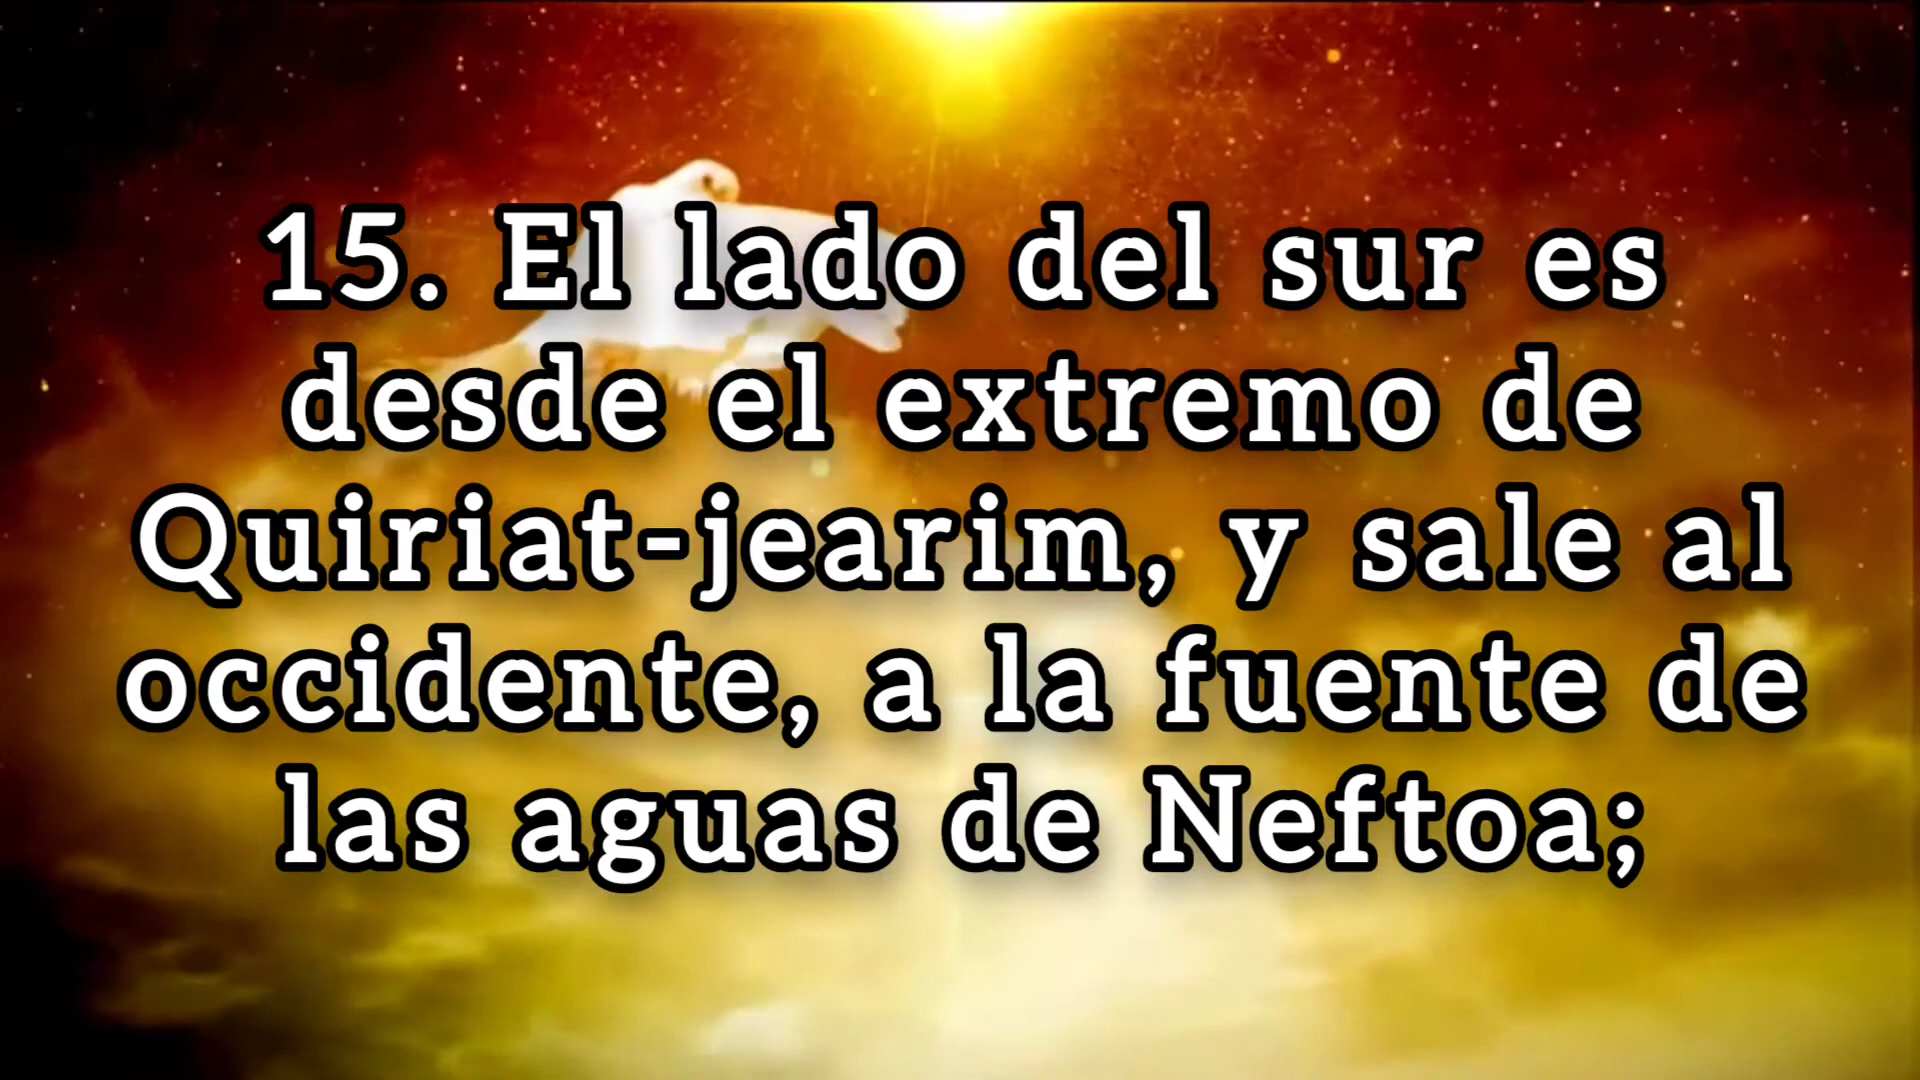 15. El lado del sur es
desde el extremo de
Quiriat-jearim, y sale al
occidente, a la fuente de
las aguas de Neftoa;